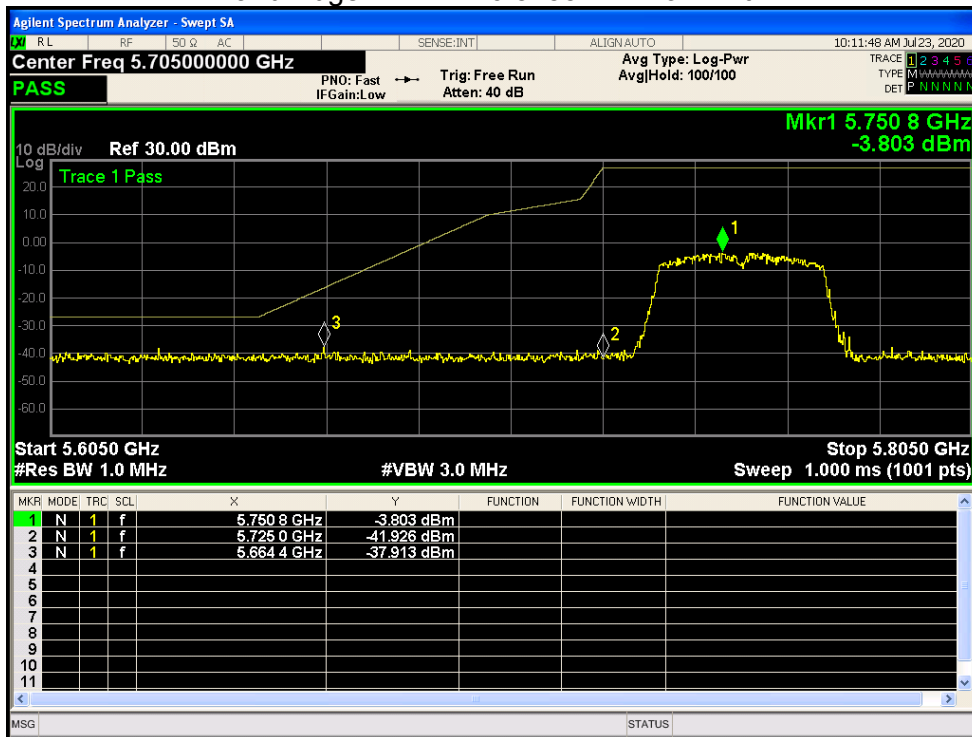 Agilent Spectrum Analyzer - Swept SA
LXI RL RF 50 Ω AC SENSE:INT ALIGNAUTO 10:11:48 AM Jul 23, 2020
Center Freq 5.705000000 GHz Avg Type: Log-Pwr TRACE 1 2 3 4 5 6
PASS PNO: Fast Trig: Free Run Avg|Hold: 100/100 TYPE M
IFGain:Low Atten: 40 dB DET P N N N N N
Mkr1 5.750 8 GHz
10 dB/div Ref 30.00 dBm -3.803 dBm
Log
Trace 1 Pass
20.0
10.0
0.00
-10.0
-20.0
-30.0
-40.0
-50.0
-60.0
1
3
2
Start 5.6050 GHz Stop 5.8050 GHz
#Res BW 1.0 MHz #VBW 3.0 MHz Sweep 1.000 ms (1001 pts)
MKR MODE TRC SCL X Y FUNCTION FUNCTION WIDTH FUNCTION VALUE
1 N 1 f 5.750 8 GHz -3.803 dBm
2 N 1 f 5.725 0 GHz -41.926 dBm
3 N 1 f 5.664 4 GHz -37.913 dBm
4
5
6
7
8
9
10
11
MSG STATUS